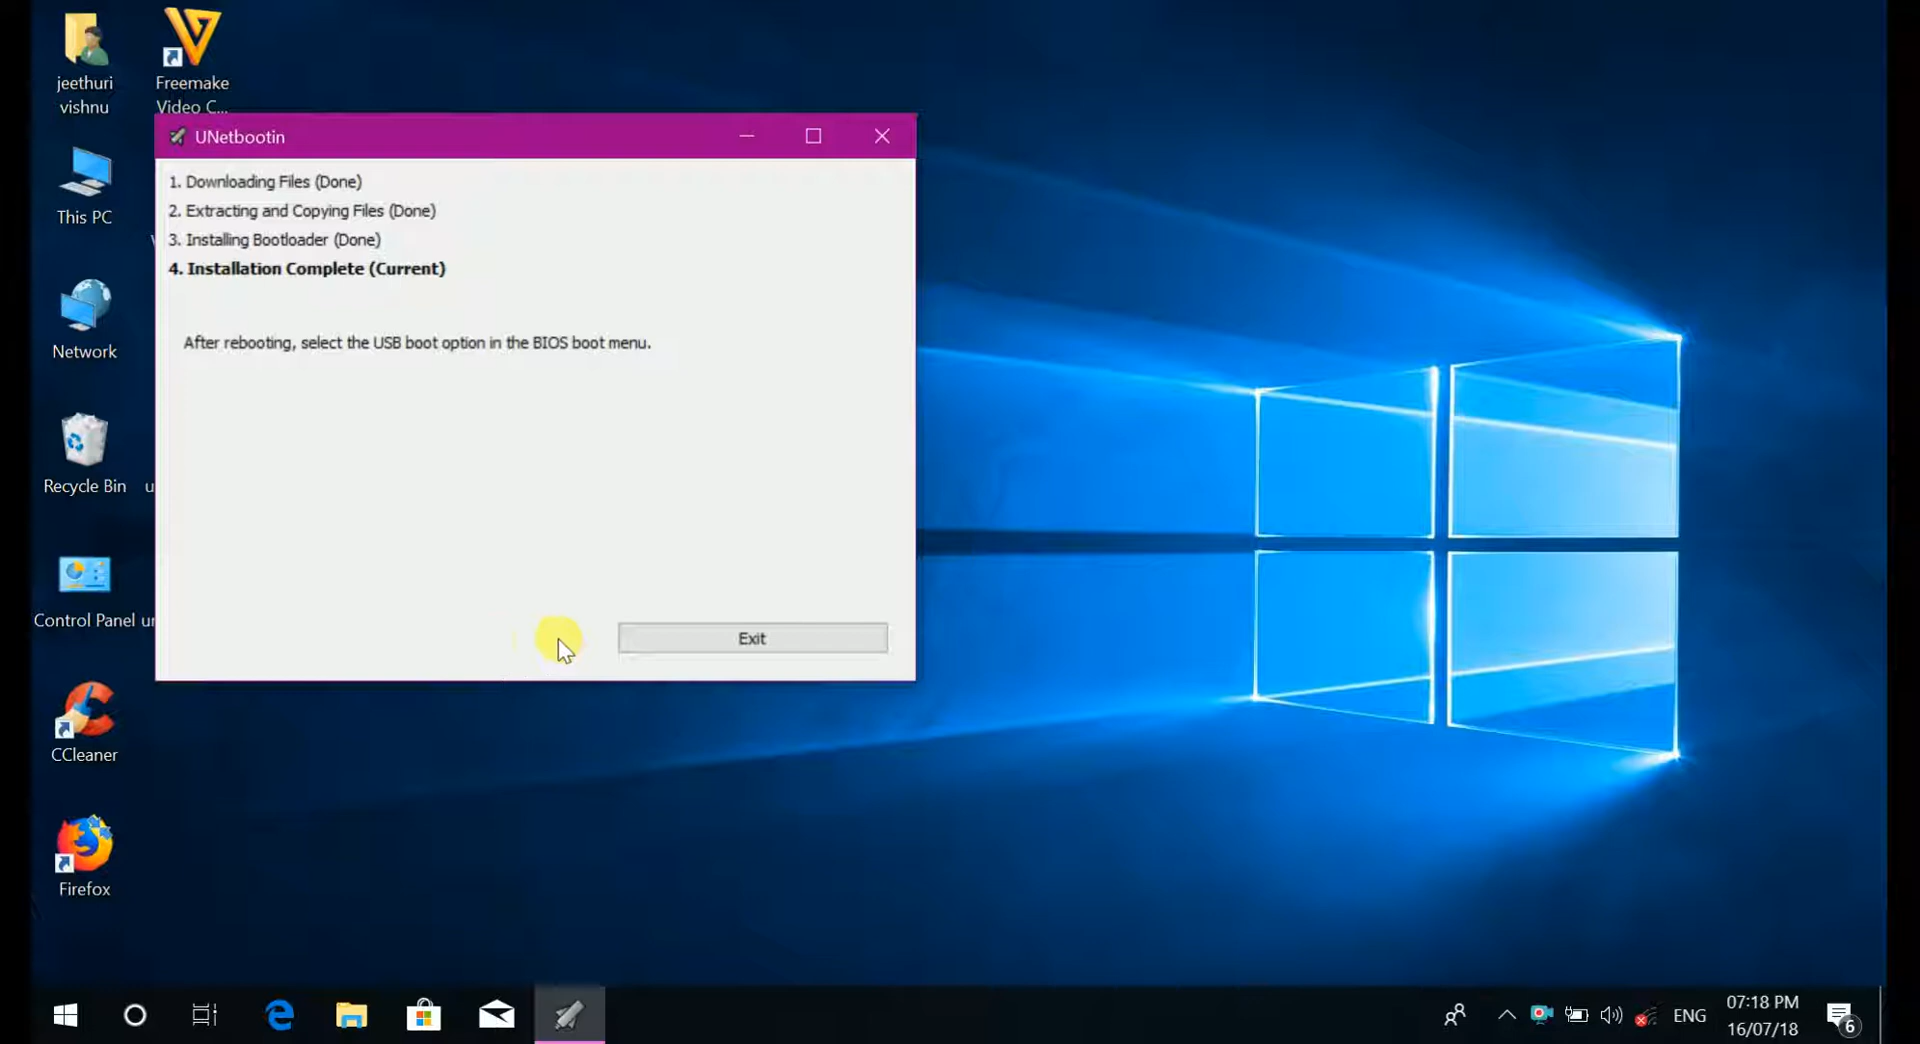 jeethuri
vishnu
Freemake
Video C...
This PC
Network
Recycle Bin
u
Control Panel
ur
CCleaner
Firefox
UNetbootin
1. Downloading Files (Done)
2. Extracting and Copying Files (Done)
3. Installing Bootloader (Done)
4. Installation Complete (Current)
After rebooting, select the USB boot option in the BIOS boot menu.
Exit
ENG
07:18 PM
16/07/18
6